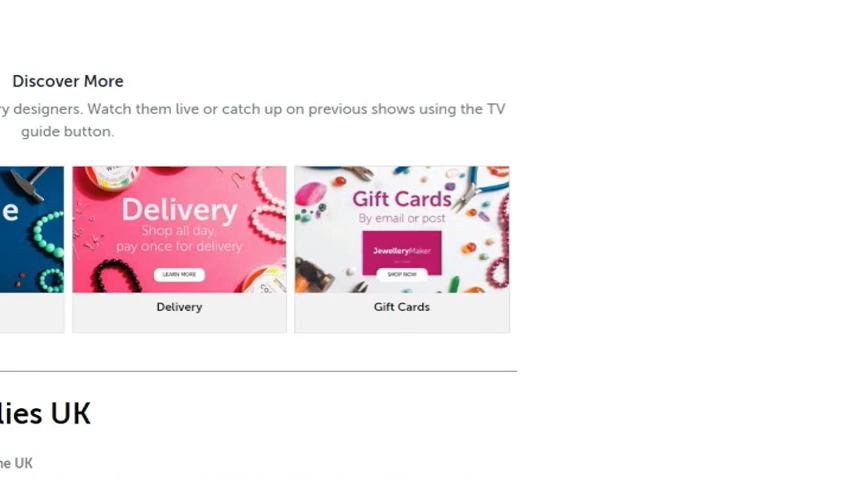 Discover More
ry designers. Watch them live or catch up on previous shows using the TV
guide button.
e
Delivery
Shop all day,
pay once for delivery
LEARN MORE
Gift Cards
By email or post
JewelleryMaker
SHOP NOW
Delivery
Gift Cards
lies UK
he UK